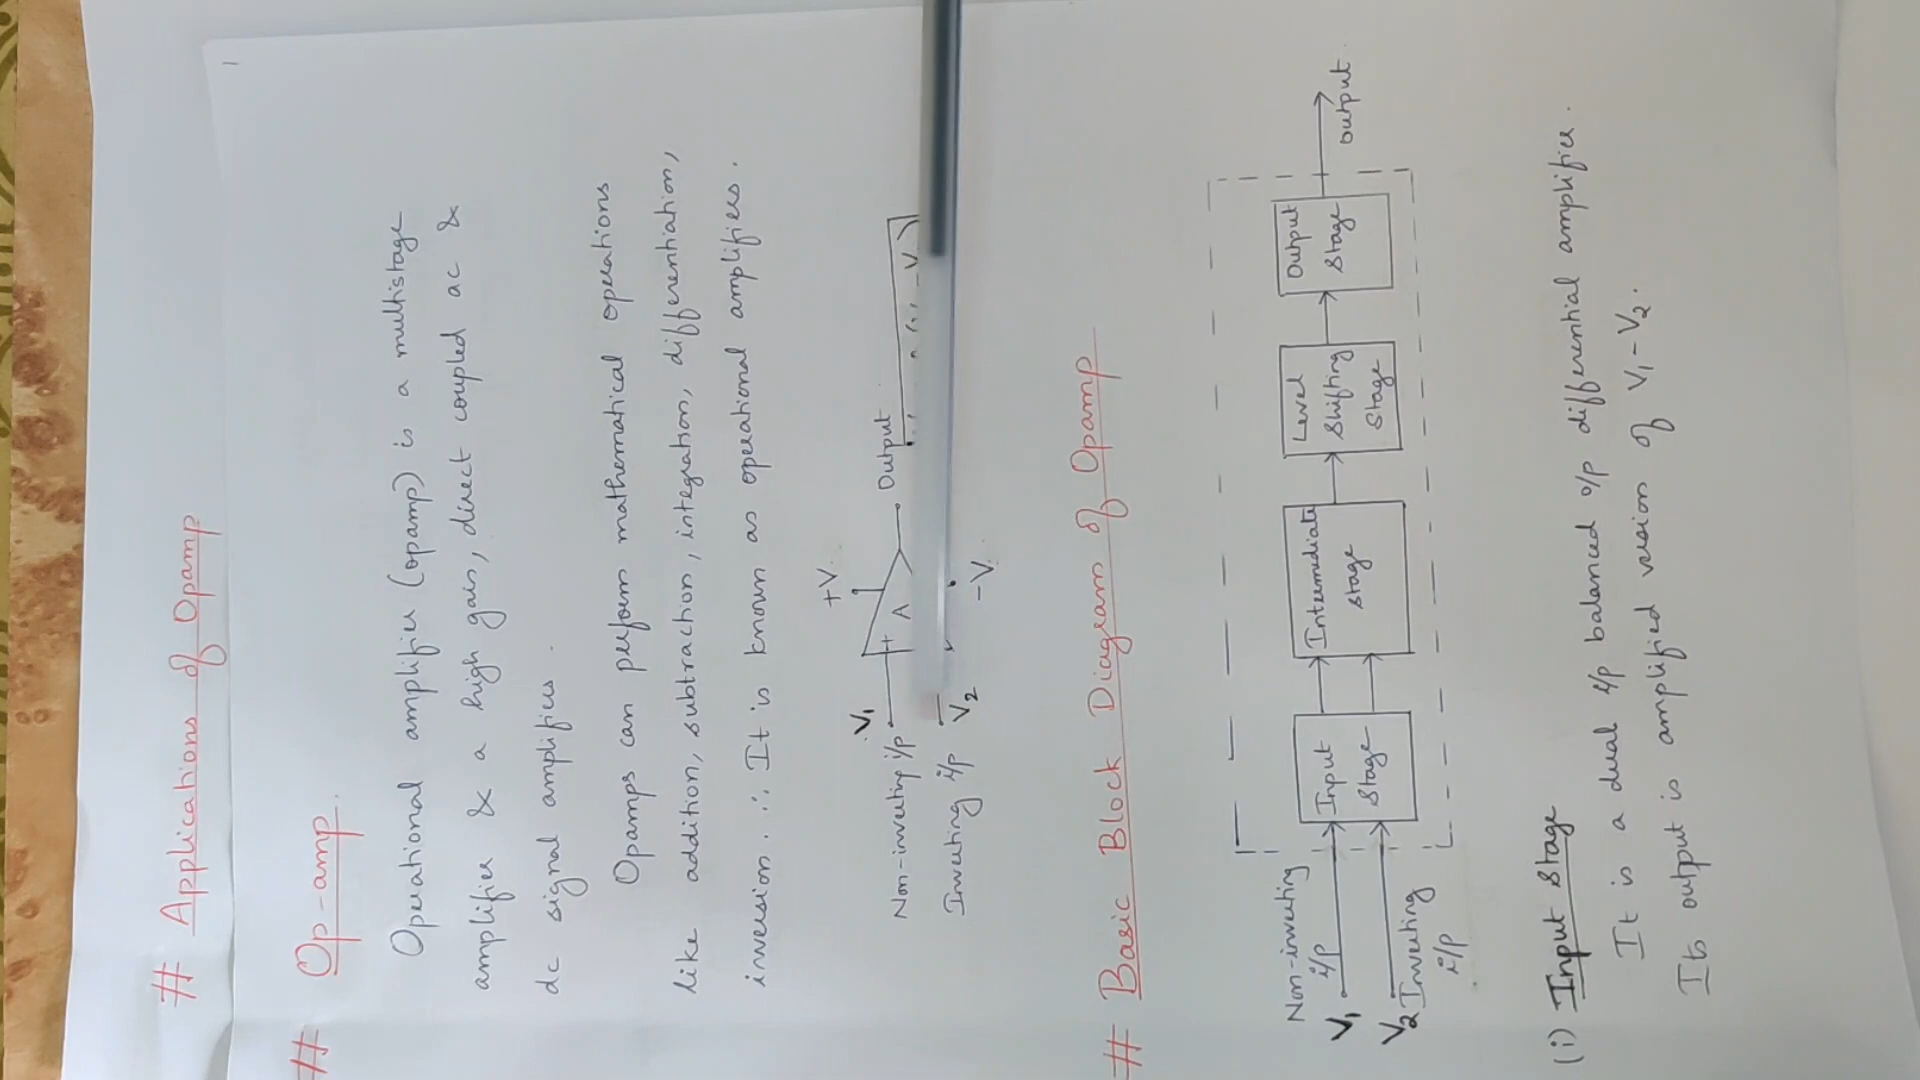 # Applications of Opamp
# Op-amp
Operational amplifier (opamp) is a multistage
amplifier & a high gain, direct coupled ac &
dc signal amplifiers.
Opamps can perform mathematical operations
like addition, subtraction, integration, differentiation,
inversion. ∴ It is known as operational amplifiers.
+V
V1
Non-inverting i/p
+
A
Output
V2
Inverting i/p
-V
# Basic Block Diagram of Opamp
Non-inverting
i/p
V1
V2 Inverting
i/p
Input
Stage
Intermediate
Stage
Level
Shifting
Stage
Output
Stage
Output
(i) Input Stage
It is a dual i/p balanced o/p differential amplifier.
Its output is amplified version of V1-V2.